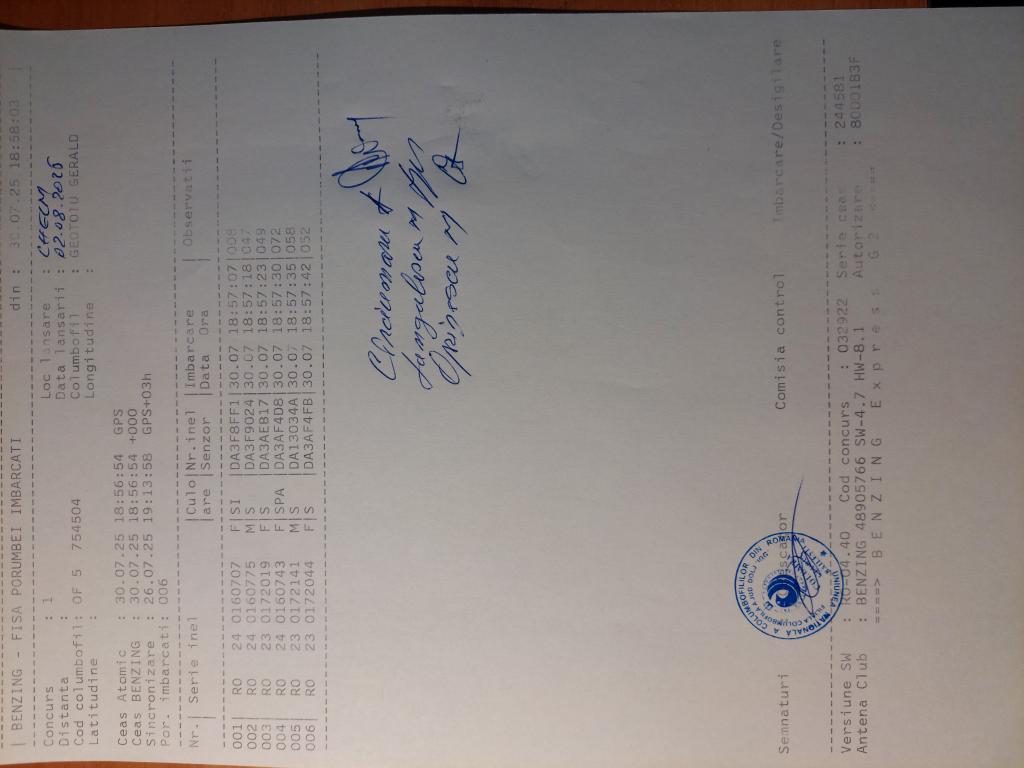 | BENZING - FISA PORUMBEI IMBARCATI din : 30.07.25 18:58:03 |
Concurs : 1 Loc lansare : CHECM
Distanta : Data lansarii : 02.08.2025
Cod columbofil: OF 5 754504 Columbofil : GEOTOIU GERALD
Latitudine : Longitudine :
Ceas Atomic : 30.07.25 18:56:54 GPS
Ceas BENZING : 30.07.25 18:56:54 +000
Sincronizare : 26.07.25 19:13:58 GPS+03h
Por. imbarcati: 006
Nr.| Serie inel |Culo|Nr.inel |Imbarcare | Observatii
|are |Senzor |Data Ora |
001| RO 24 0160707 F|SI |DA3F8FF1|30.07 18:57:07|008
002| RO 24 0160775 M|S |DA3F9024|30.07 18:57:18|047
003| RO 23 0172019 F|S |DA3AEB17|30.07 18:57:23|049
004| RO 24 0160743 F|SPA |DA3AF4D8|30.07 18:57:30|072
005| RO 23 0172141 M|S |DA13034A|30.07 18:57:35|058
006| RO 23 0172044 F|S |DA3AF4FB|30.07 18:57:42|052
Semnaturi Comisia control Imbarcare/Desigilare
UNIUNEA NATIONALA A COLUMBOFILILOR DIN ROMANIA
Versiune SW : RO-04.40 Cod concurs : 032922 Serie ceas : 244581
Antena Club : BENZING 48905766 SW-4.7 HW-8.1 Autorizare : 80001B3F
====> B E N Z I N G E x p r e s s G 2 <====